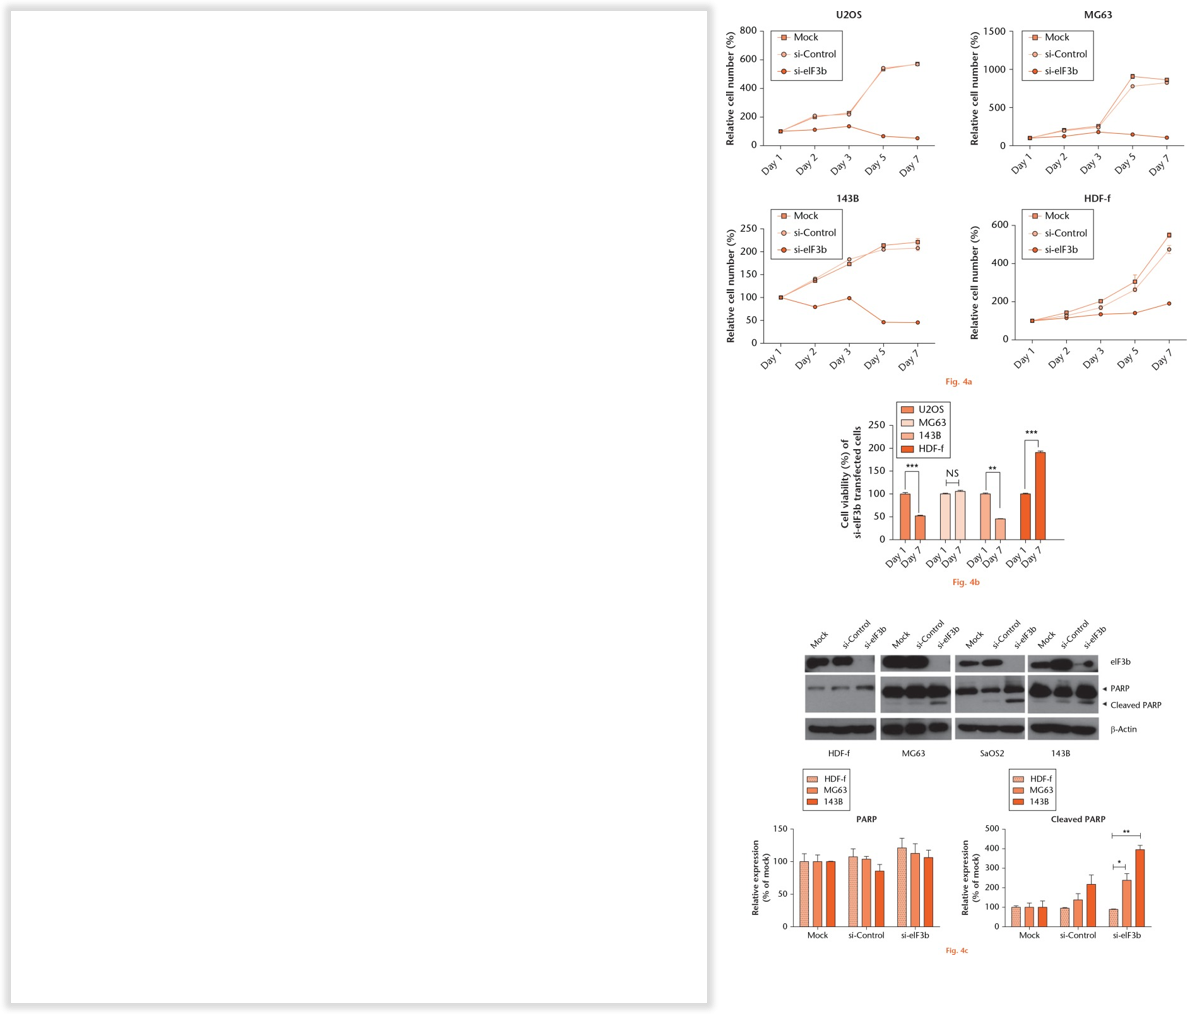 U2OS
Relative cell number (%)
800
600
400
200
0
Mock
si-Control
si-eIF3b
Day 1
Day 2
Day 3
Day 5
Day 7
MG63
Relative cell number (%)
1500
1000
500
0
Mock
si-Control
si-eIF3b
Day 1
Day 2
Day 3
Day 5
Day 7
143B
Relative cell number (%)
250
200
150
100
50
0
Mock
si-Control
si-eIF3b
Day 1
Day 2
Day 3
Day 5
Day 7
HDF-f
Relative cell number (%)
600
400
200
0
Mock
si-Control
si-eIF3b
Day 1
Day 2
Day 3
Day 5
Day 7
Fig. 4a
U2OS
MG63
143B
HDF-f
Cell viability (%) of
si-eIF3b transfected cells
250
200
150
100
50
0
***
NS
**
***
Day 1
Day 7
Day 1
Day 7
Day 1
Day 7
Day 1
Day 7
Fig. 4b
Mock
si-Control
si-eIF3b
Mock
si-Control
si-eIF3b
Mock
si-Control
si-eIF3b
Mock
si-Control
si-eIF3b
eIF3b
PARP
Cleaved PARP
β-Actin
HDF-f
MG63
SaOS2
143B
HDF-f
MG63
143B
PARP
Relative expression
(% of mock)
150
100
50
0
Mock
si-Control
si-eIF3b
HDF-f
MG63
143B
Cleaved PARP
Relative expression
(% of mock)
500
400
300
200
100
0
*
**
Mock
si-Control
si-eIF3b
Fig. 4c